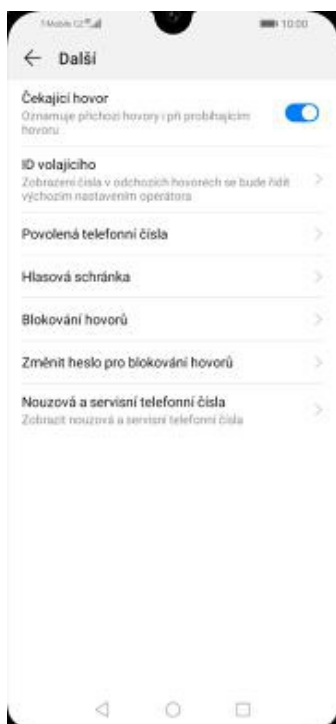 T-Mobile CZ 10:00
Další
Čekající hovor
Oznamuje příchozí hovory i při probíhajícím
hovoru
ID volajícího
Zobrazení čísla v odchozích hovorech se bude řídit
výchozím nastavením operátora
Povolená telefonní čísla
Hlasová schránka
Blokování hovorů
Změnit heslo pro blokování hovorů
Nouzová a servisní telefonní čísla
Zobrazit nouzová a servisní telefonní čísla